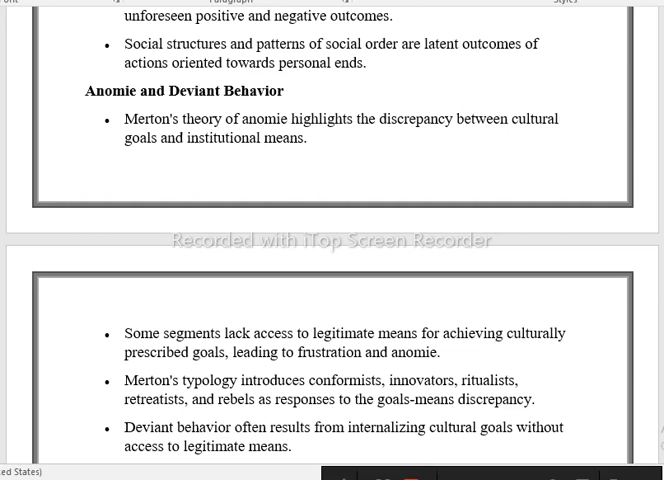 Paragraph
Styles
unforeseen positive and negative outcomes.
• Social structures and patterns of social order are latent outcomes of
actions oriented towards personal ends.
Anomie and Deviant Behavior
• Merton's theory of anomie highlights the discrepancy between cultural
goals and institutional means.
Recorded with iTop Screen Recorder
• Some segments lack access to legitimate means for achieving culturally
prescribed goals, leading to frustration and anomie.
• Merton's typology introduces conformists, innovators, ritualists,
retreatists, and rebels as responses to the goals-means discrepancy.
• Deviant behavior often results from internalizing cultural goals without
access to legitimate means.
ed States)